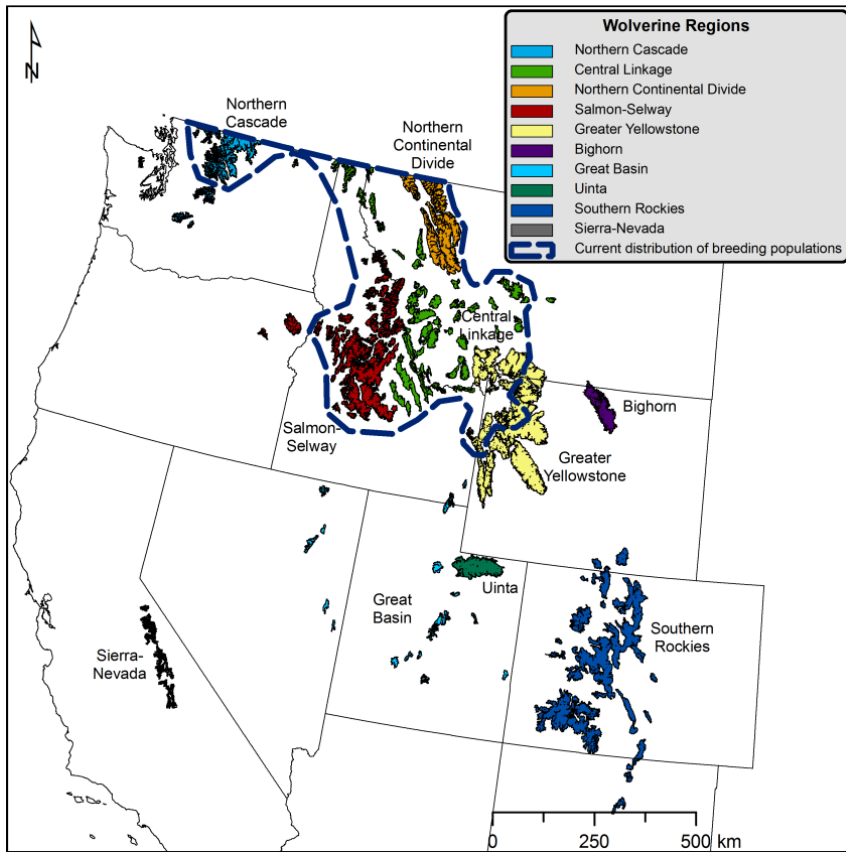 Wolverine Regions
Northern Cascade
Central Linkage
Northern Continental Divide
Salmon-Selway
Greater Yellowstone
Bighorn
Great Basin
Uinta
Southern Rockies
Sierra-Nevada
Current distribution of breeding populations
N
Northern
Cascade
Northern
Continental
Divide
Central
Linkage
Salmon-
Selway
Bighorn
Greater
Yellowstone
Great
Basin
Uinta
Southern
Rockies
Sierra-
Nevada
0 250 500 km